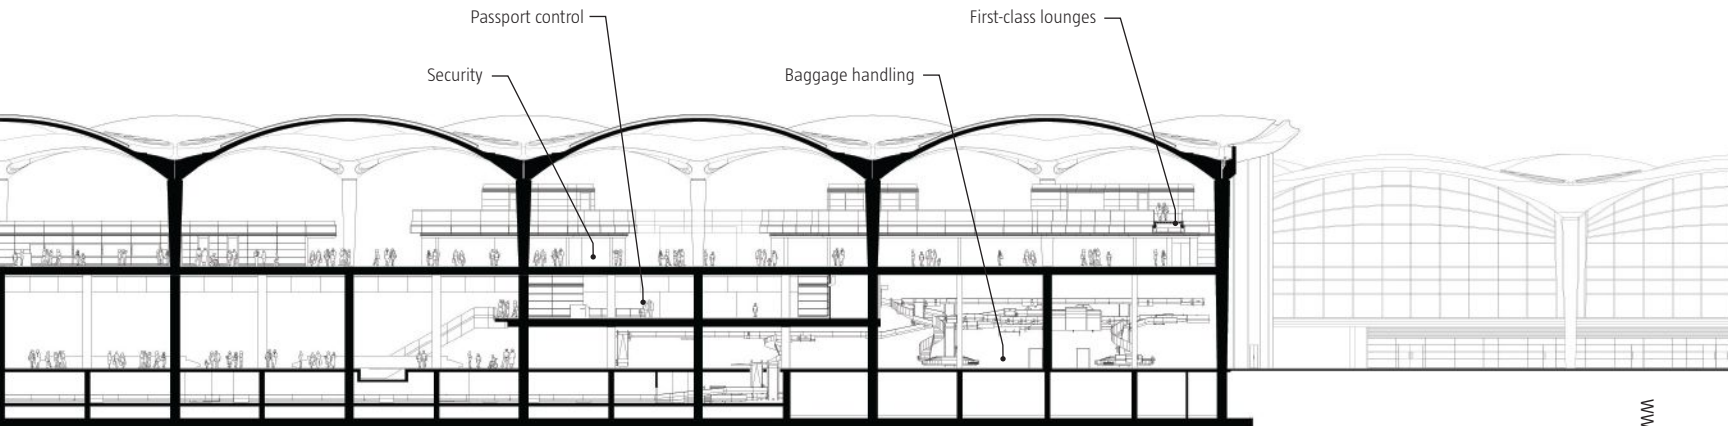 Passport control
First-class lounges
Security
Baggage handling